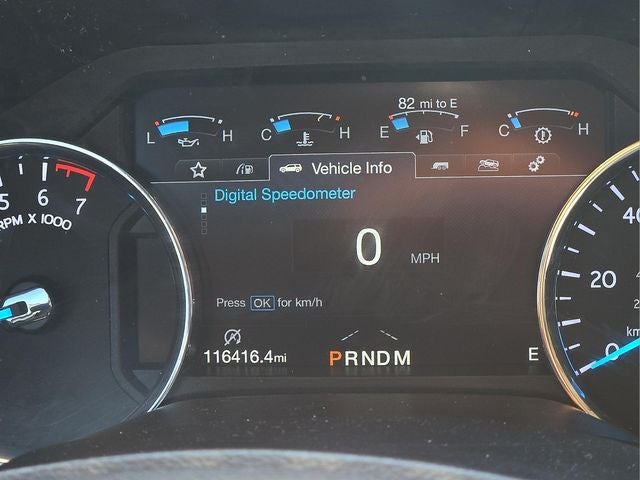 82 mi to E
L H C H E F C H
Vehicle Info
Digital Speedometer
5 6 7
RPM X 1000
0 MPH
20
Press OK for km/h
116416.4mi
PRNDM E
0